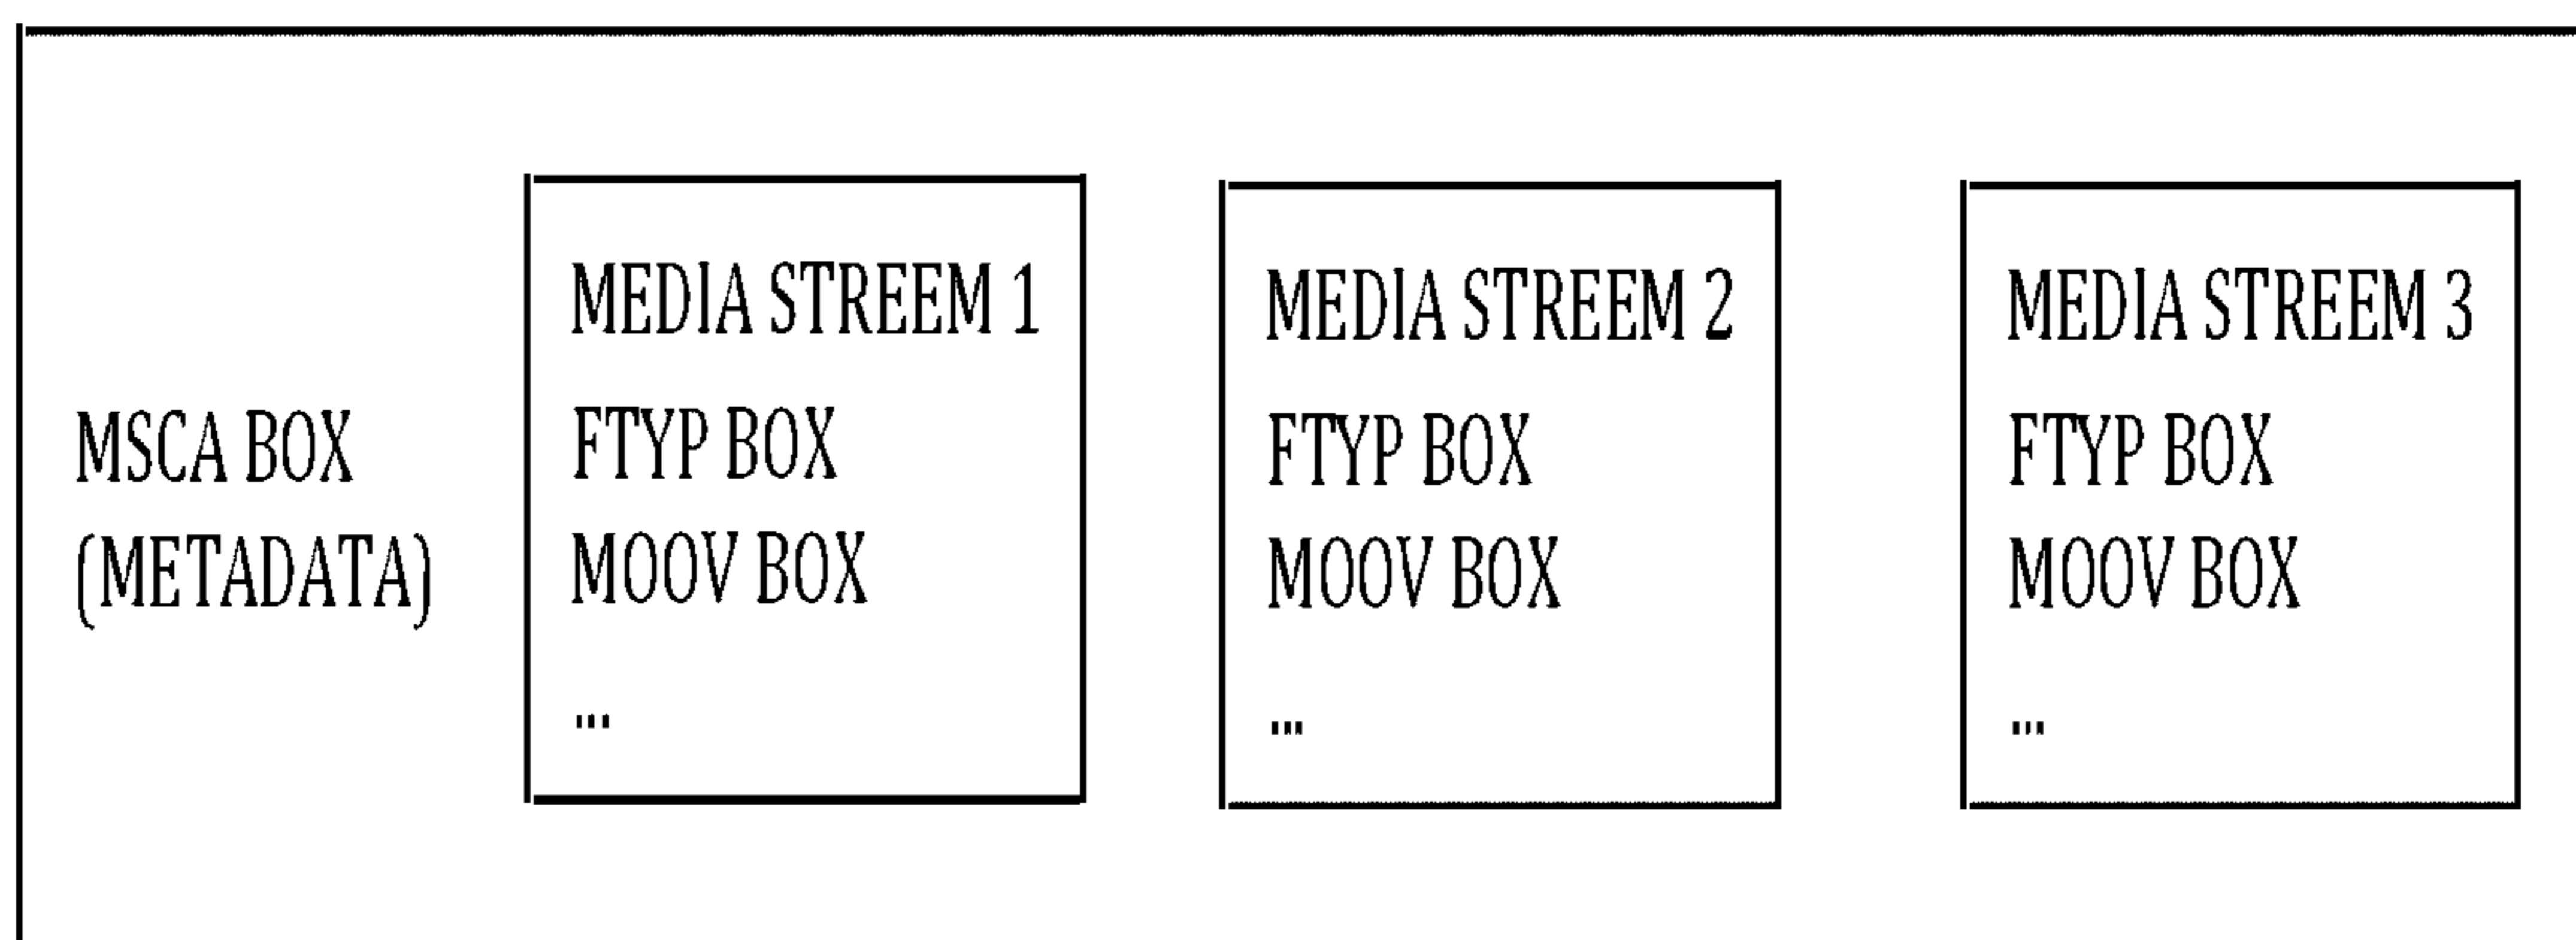 MSCA BOX
(METADATA)
MEDIA STREEM 1
FTYP BOX
MOOV BOX
...
MEDIA STREEM 2
FTYP BOX
MOOV BOX
...
MEDIA STREEM 3
FTYP BOX
MOOV BOX
...